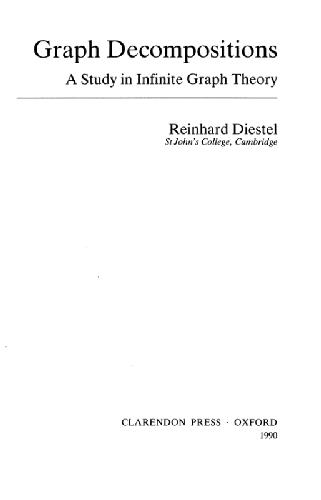 Graph Decompositions
A Study in Infinite Graph Theory
Reinhard Diestel
St John's College, Cambridge
CLARENDON PRESS · OXFORD
1990